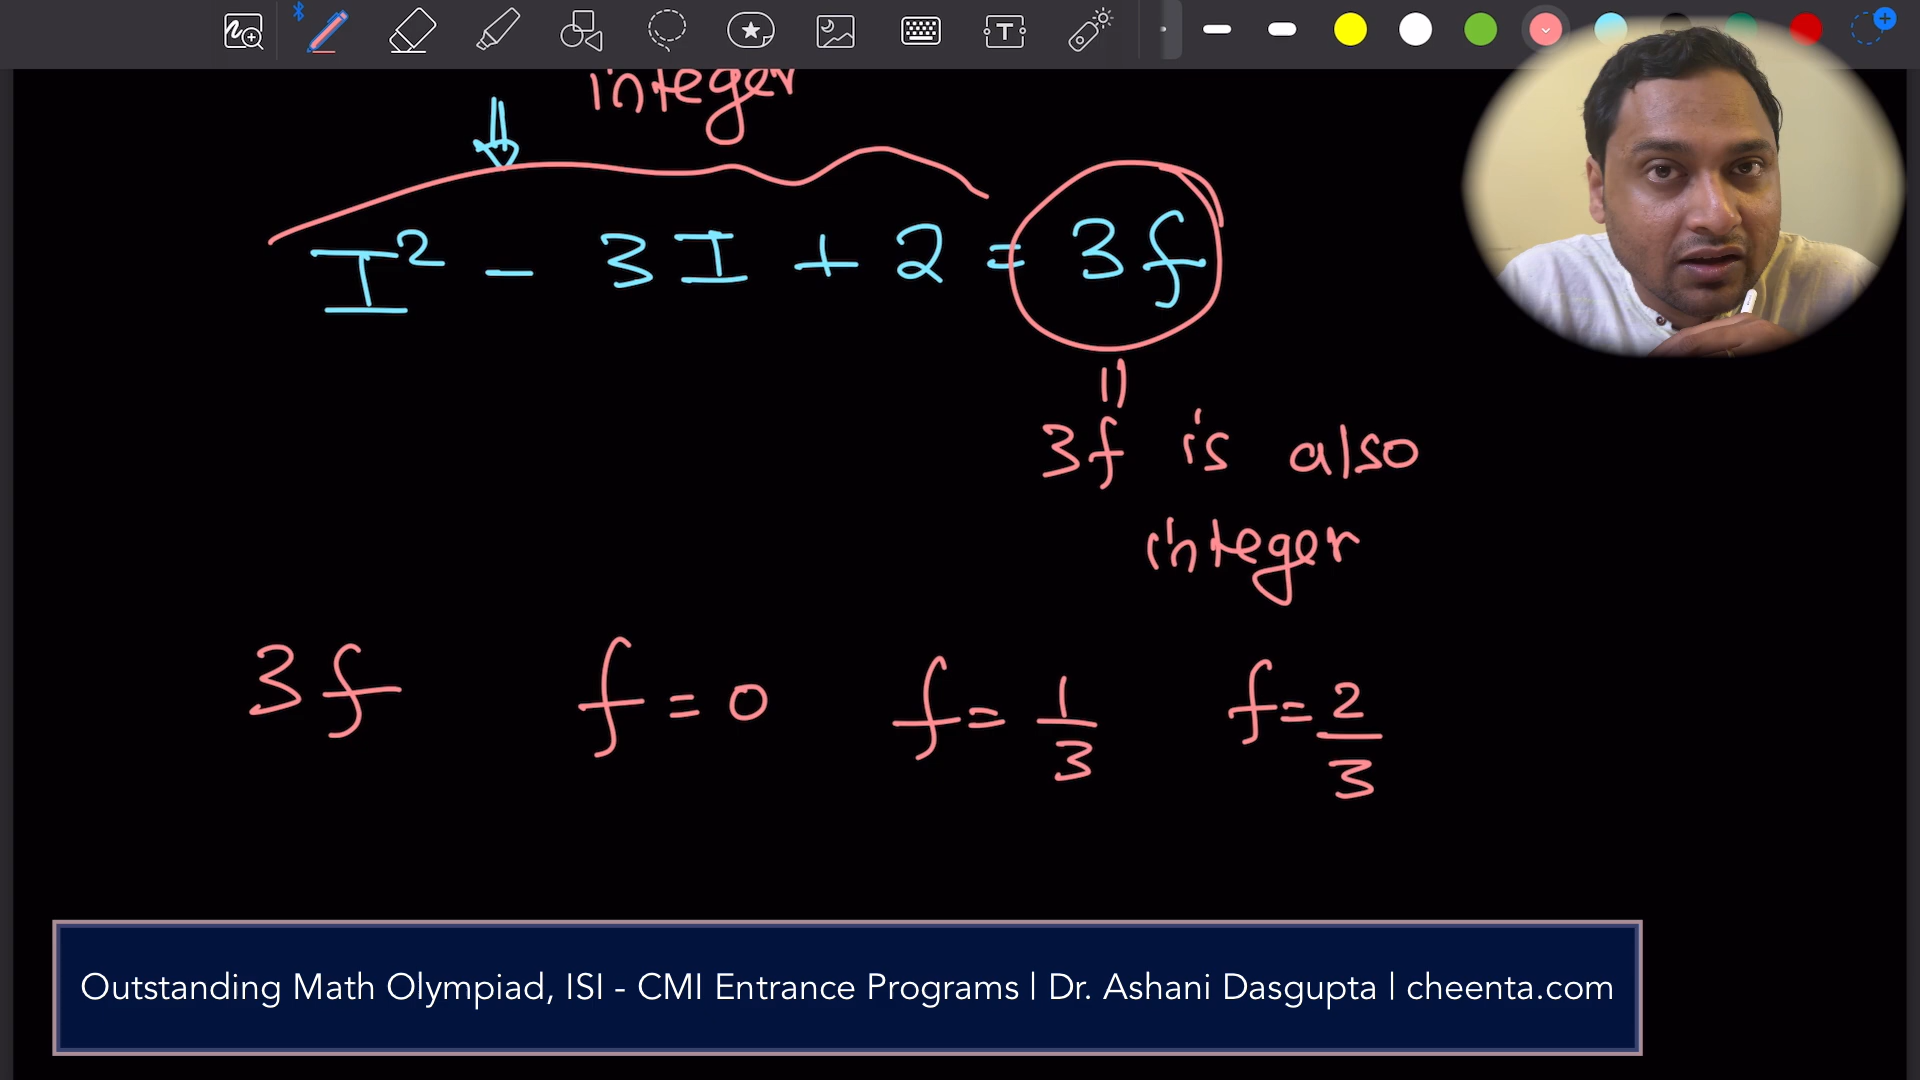 integer
I² - 3I + 2 = 3f
3f is also
integer
3f f = 0 f = 1/3 f = 2/3
Outstanding Math Olympiad, ISI - CMI Entrance Programs | Dr. Ashani Dasgupta | cheenta.com